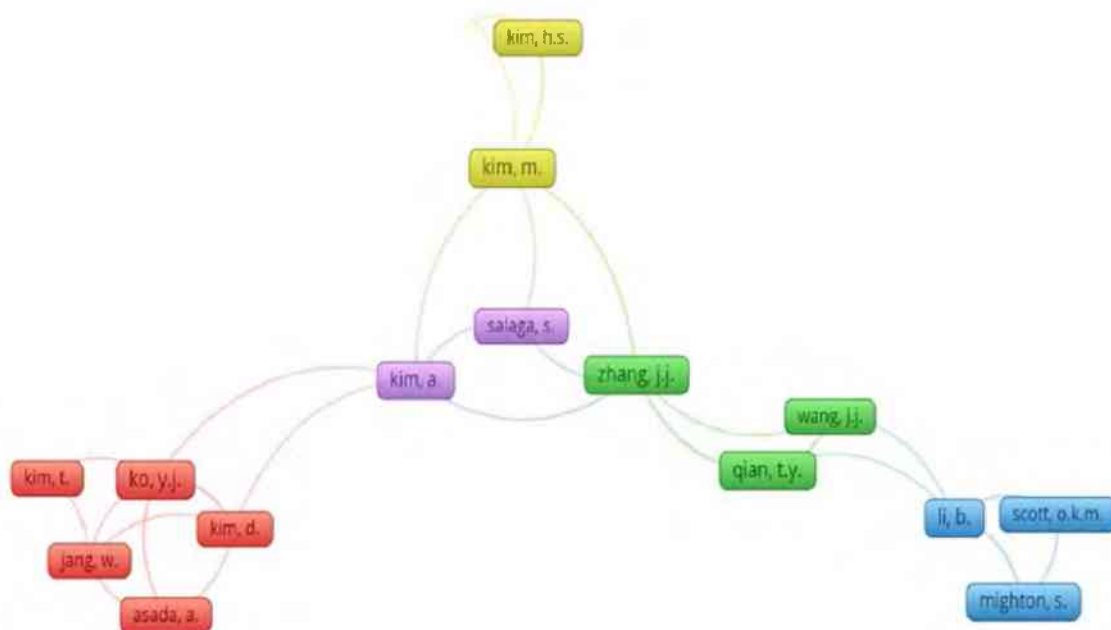 kim, h.s.
kim, m.
salaga, s.
kim, a.
zhang, j.j.
wang, j.j.
qian, t.y.
kim, t.
ko, y.j.
kim, d.
jang, w.
asada, a.
li, b.
scott, o.k.m.
mighton, s.